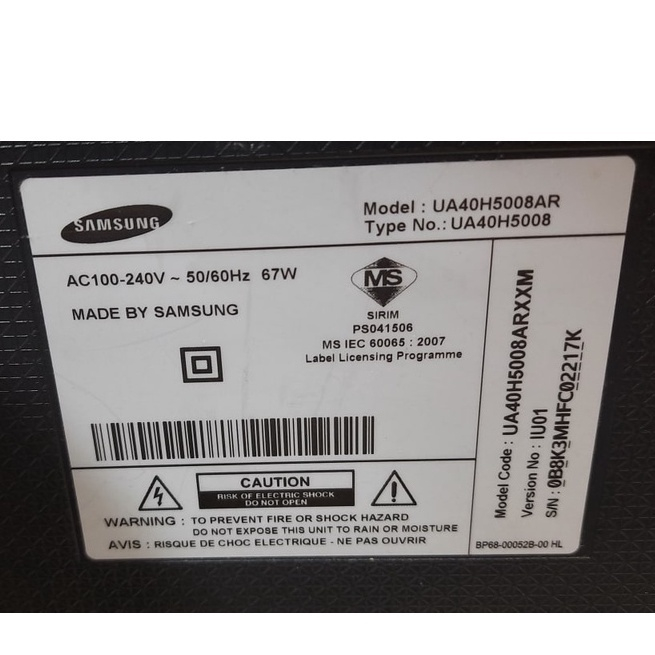 SAMSUNG
Model : UA40H5008AR
Type No.: UA40H5008
AC100-240V ~ 50/60Hz 67W
MADE BY SAMSUNG
MS
SIRIM
PS041506
MS IEC 60065 : 2007
Label Licensing Programme
CAUTION
RISK OF ELECTRIC SHOCK
DO NOT OPEN
WARNING : TO PREVENT FIRE OR SHOCK HAZARD
DO NOT EXPOSE THIS UNIT TO RAIN OR MOISTURE
AVIS : RISQUE DE CHOC ELECTRIQUE - NE PAS OUVRIR
Model Code : UA40H5008ARXXM
Version No : IU01
S/N : 0B8K3MHFC02217K
BP68-00052B-00 HL